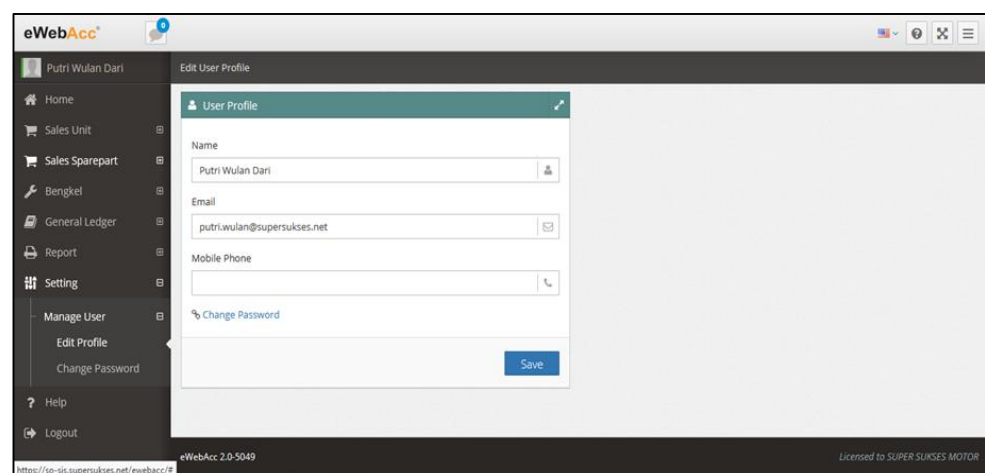 eWebAcc
0
Putri Wulan Dari
Edit User Profile
Home
Sales Unit
Sales Sparepart
Bengkel
General Ledger
Report
Setting
Manage User
Edit Profile
Change Password
? Help
Logout
User Profile
Name
Putri Wulan Dari
Email
putri.wulan@supersukses.net
Mobile Phone
Change Password
Save
eWebAcc 2.0-5049
Licensed to SUPER SUKSES MOTOR
https://so-sis.supersukses.net/ewebacc/#